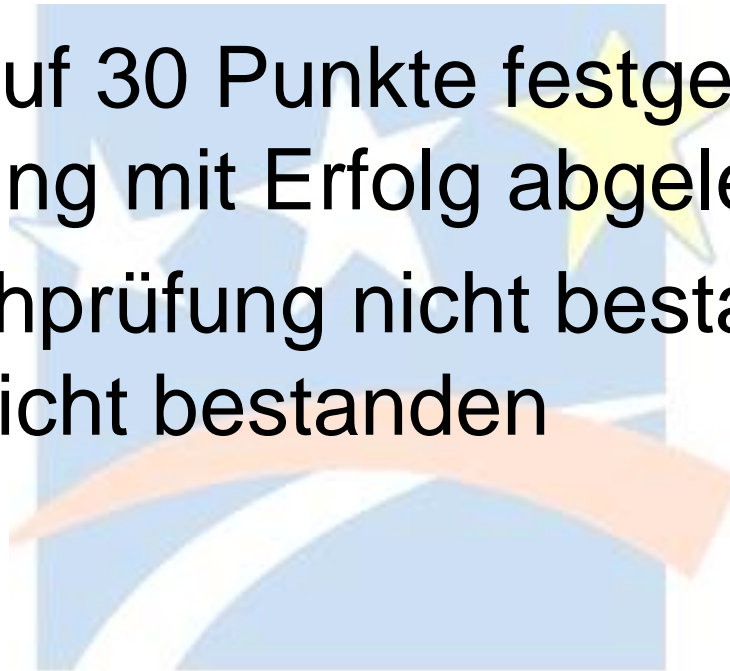 uf 30 Punkte festge
ng mit Erfolg abgele
hprüfung nicht besta
icht bestanden